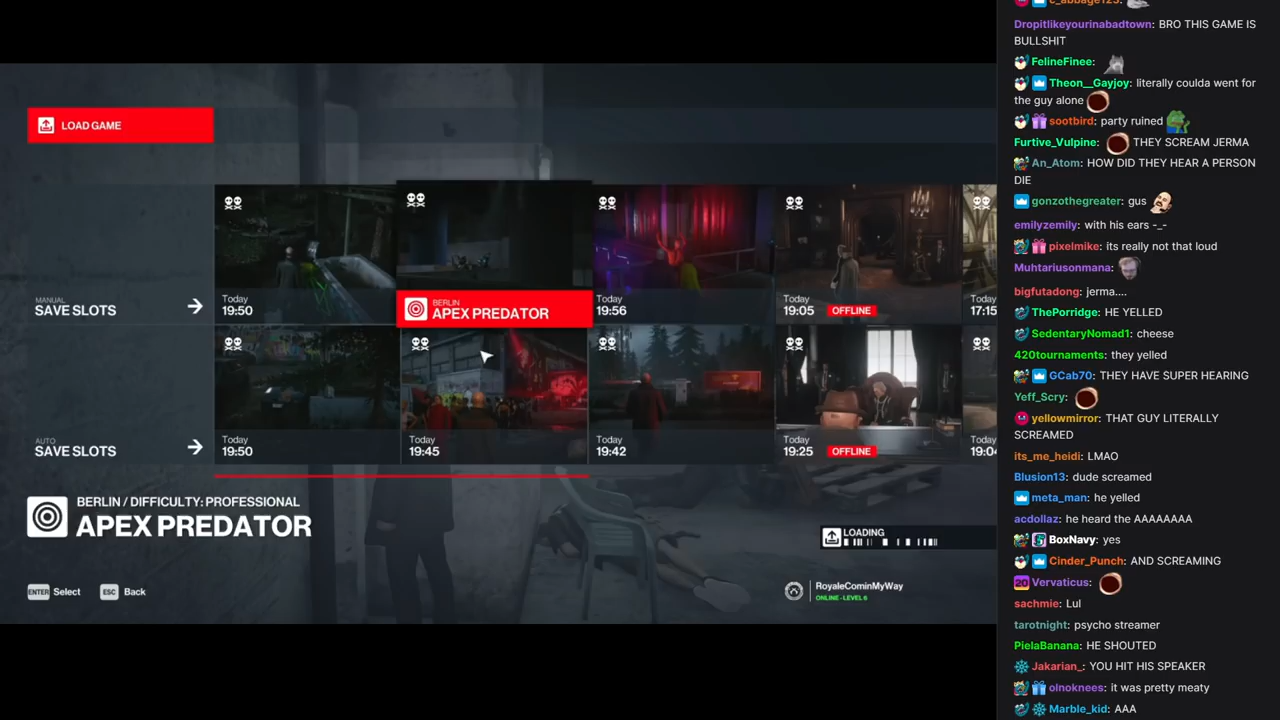 LOAD GAME
MANUAL
SAVE SLOTS
Today
19:50
BERLIN
APEX PREDATOR
Today
19:56
Today
19:05
OFFLINE
Today
17:15
AUTO
SAVE SLOTS
Today
19:50
Today
19:45
Today
19:42
Today
19:25
OFFLINE
Today
BERLIN / DIFFICULTY: PROFESSIONAL
APEX PREDATOR
LOADING
ENTER Select
ESC Back
RoyaleCominMyWay
ONLINE - LEVEL 6
Dropitlikeyourinabadtown: BRO THIS GAME IS
BULLSHIT
FelineFinee:
Theon__Gayjoy: literally coulda went for
the guy alone
sootbird: party ruined
Furtive_Vulpine: THEY SCREAM JERMA
An_Atom: HOW DID THEY HEAR A PERSON
DIE
gonzothegreater: gus
emilyzemily: with his ears -_-
pixelmike: its really not that loud
Muhtariusonmana:
bigfutadong: jerma....
ThePorridge: HE YELLED
SedentaryNomad1: cheese
420tournaments: they yelled
GCab70: THEY HAVE SUPER HEARING
Yeff_Scry:
yellowmirror: THAT GUY LITERALLY
SCREAMED
its_me_heidi: LMAO
Blusion13: dude screamed
meta_man: he yelled
acdollaz: he heard the AAAAAAAA
BoxNavy: yes
Cinder_Punch: AND SCREAMING
20 Vervaticus:
sachmie: Lul
tarotnight: psycho streamer
PielaBanana: HE SHOUTED
Jakarian_: YOU HIT HIS SPEAKER
olnoknees: it was pretty meaty
Marble_kid: AAA